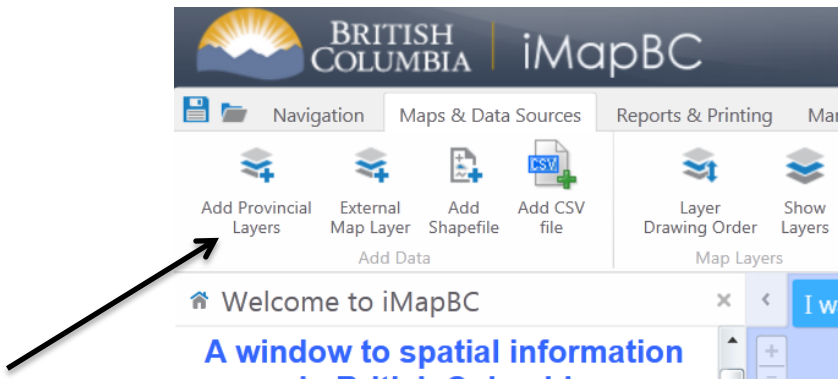 BRITISH
COLUMBIA
iMapBC
Navigation Maps & Data Sources Reports & Printing
CSV
Add Provincial Layers
External Map Layer
Add Shapefile
Add CSV file
Layer Drawing Order
Show Layers
Add Data
Map Layers
Welcome to iMapBC
I
A window to spatial information